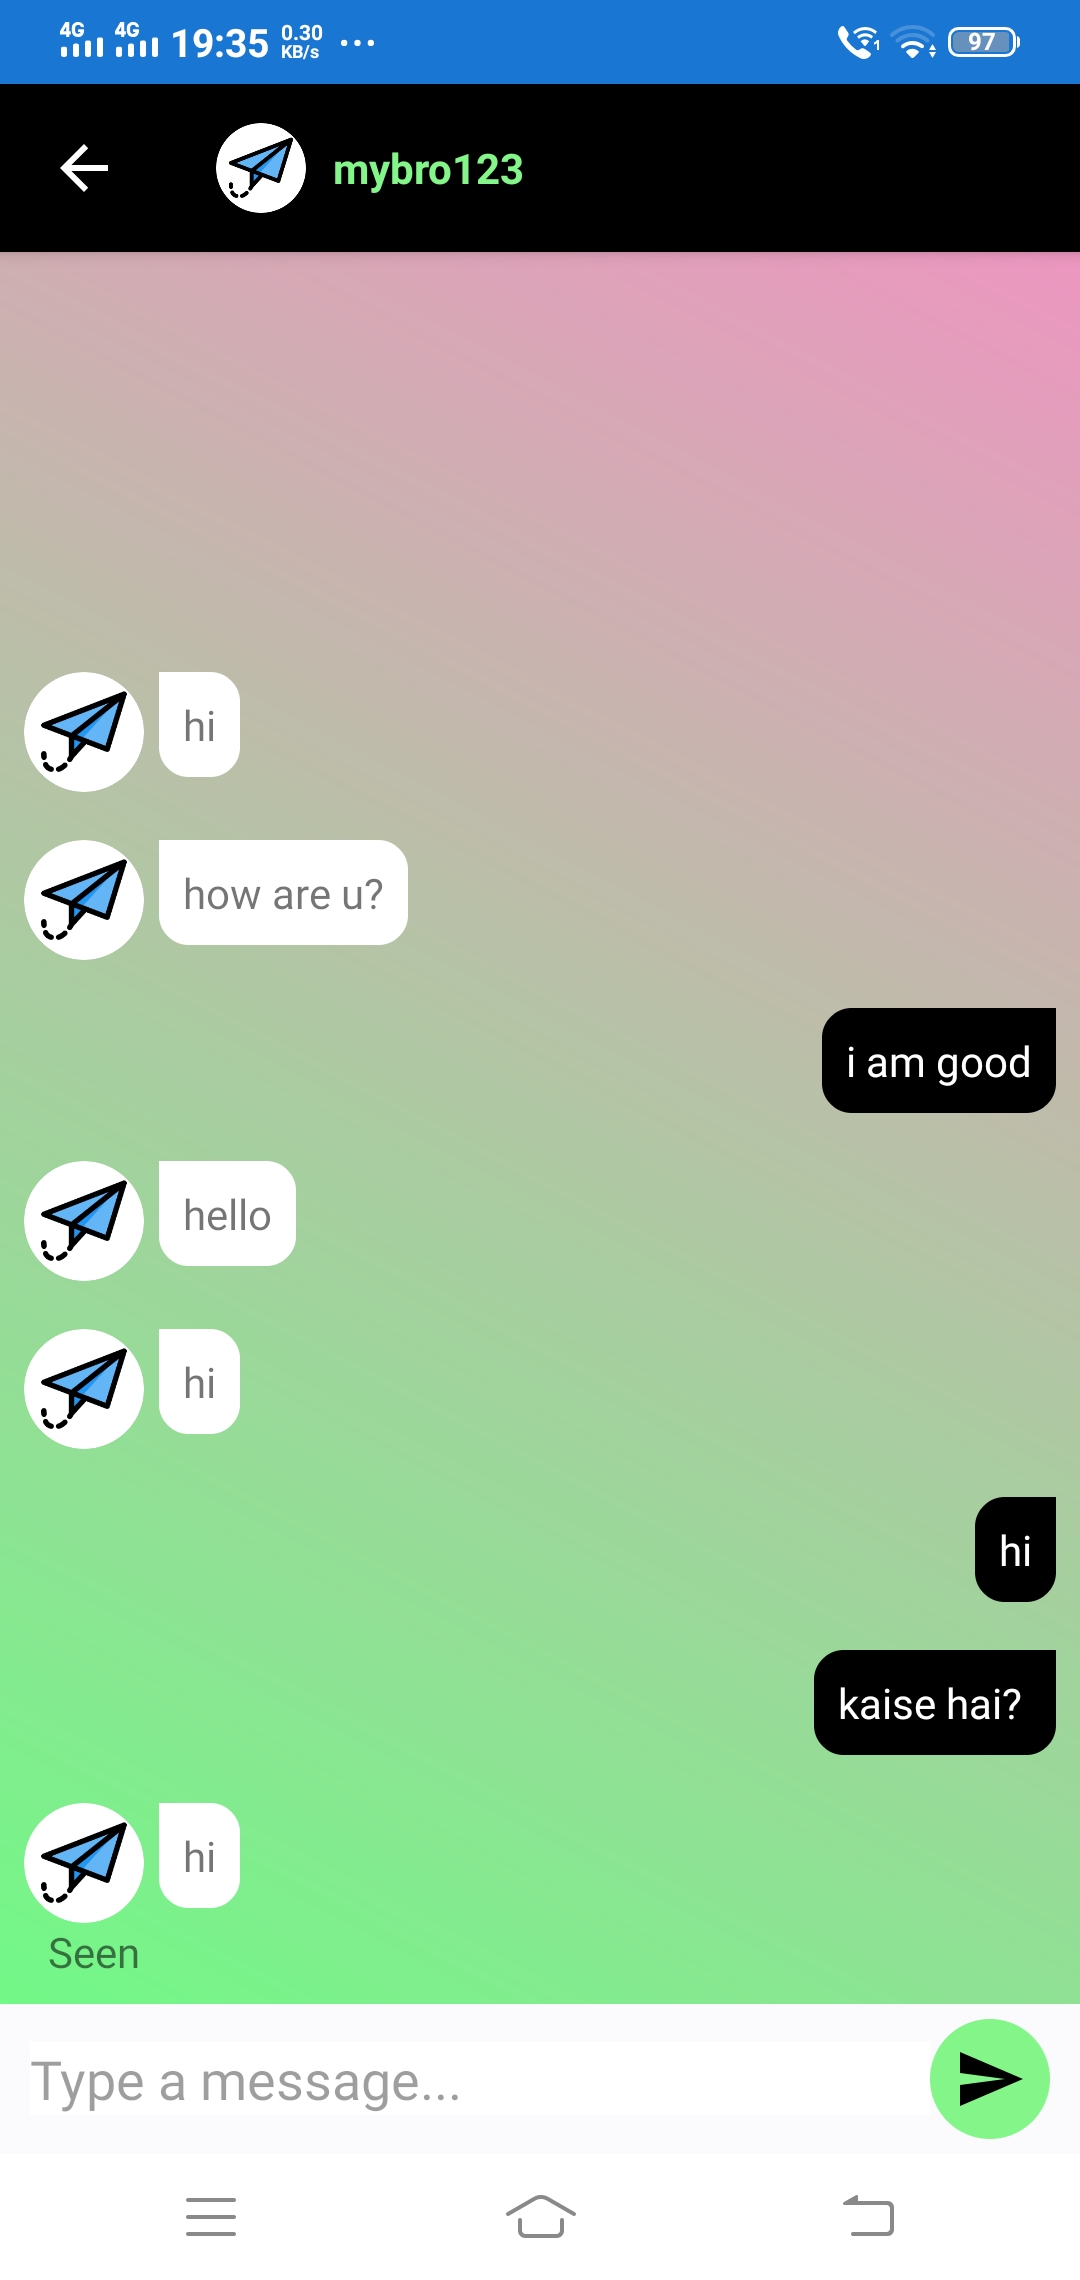 4G 4G 19:35 0.30 KB/s ... 1 97
mybro123
hi
how are u?
i am good
hello
hi
hi
kaise hai?
hi
Seen
Type a message...